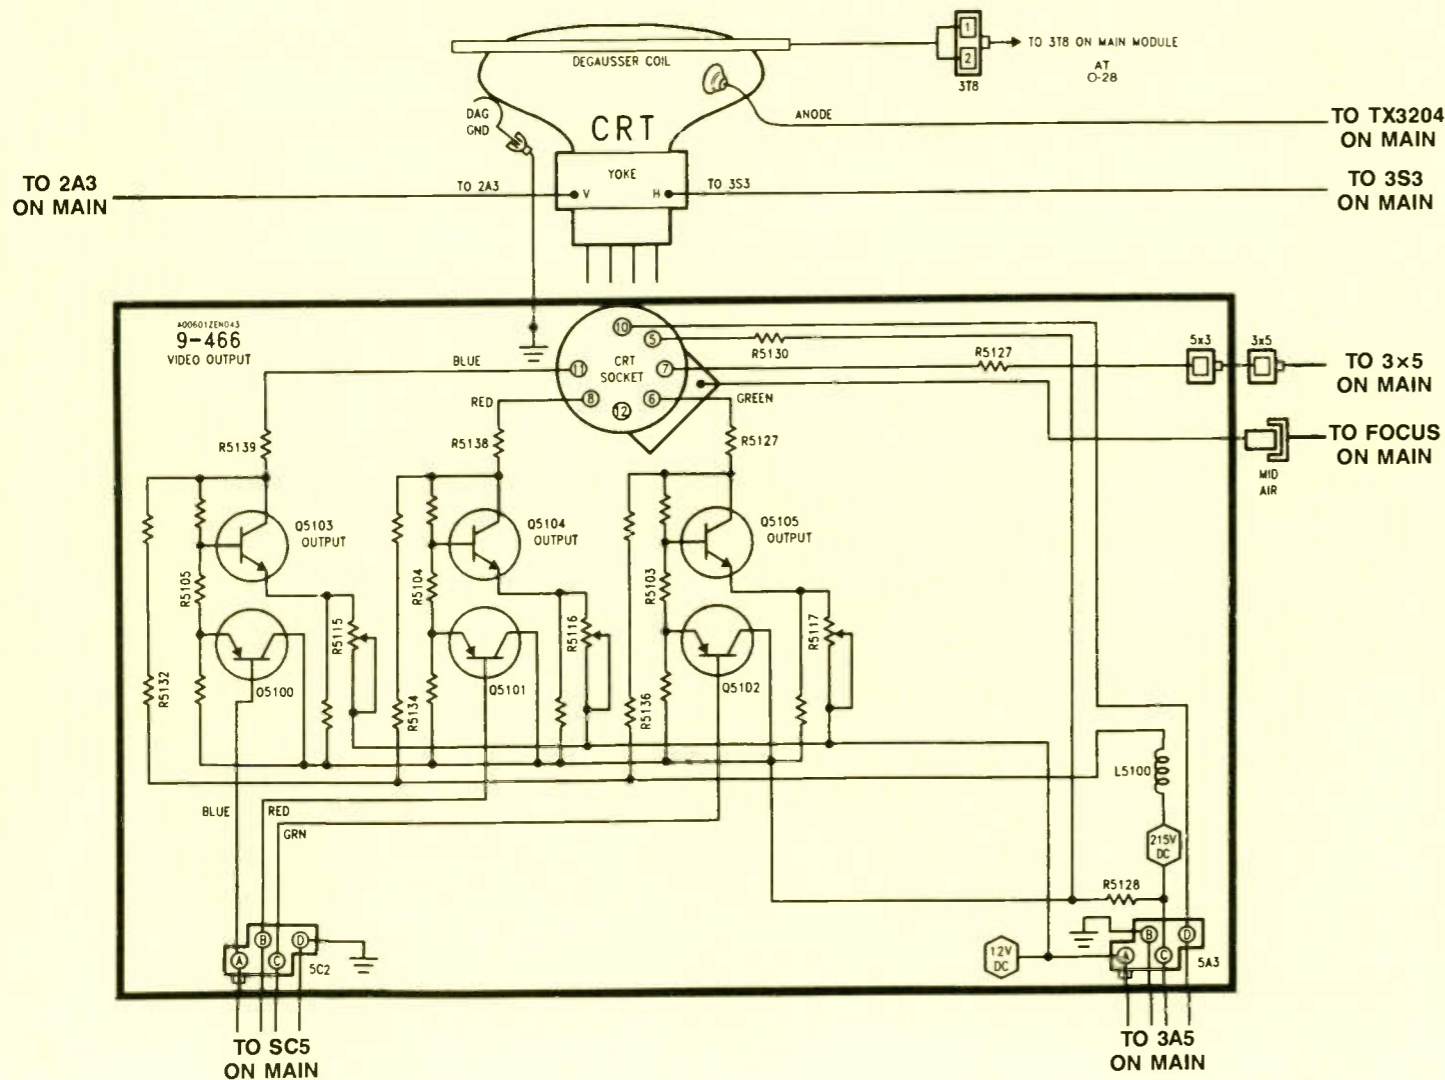 1
2
3T8
TO 3T8 ON MAIN MODULE
AT
O-28
DEGAUSSER COIL
DAG
GND
CRT
ANODE
TO TX3204
ON MAIN
YOKE
TO 2A3
ON MAIN
TO 2A3
V
H
TO 3S3
TO 3S3
ON MAIN
A00601ZEN043
9-466
VIDEO OUTPUT
BLUE
RED
GREEN
CRT
SOCKET
10
5
11
7
8
12
6
R5130
R5127
5x3
3x5
TO 3x5
ON MAIN
TO FOCUS
ON MAIN
MID
AIR
R5139
R5138
R5127
Q5103
OUTPUT
Q5104
OUTPUT
Q5105
OUTPUT
R5105
R5104
R5103
R5115
R5116
R5117
R5132
R5134
R5136
Q5100
Q5101
Q5102
L5100
215V
DC
BLUE
RED
GRN
R5128
12V
DC
A
B
C
D
5C2
A
B
C
D
5A3
TO SC5
ON MAIN
TO 3A5
ON MAIN